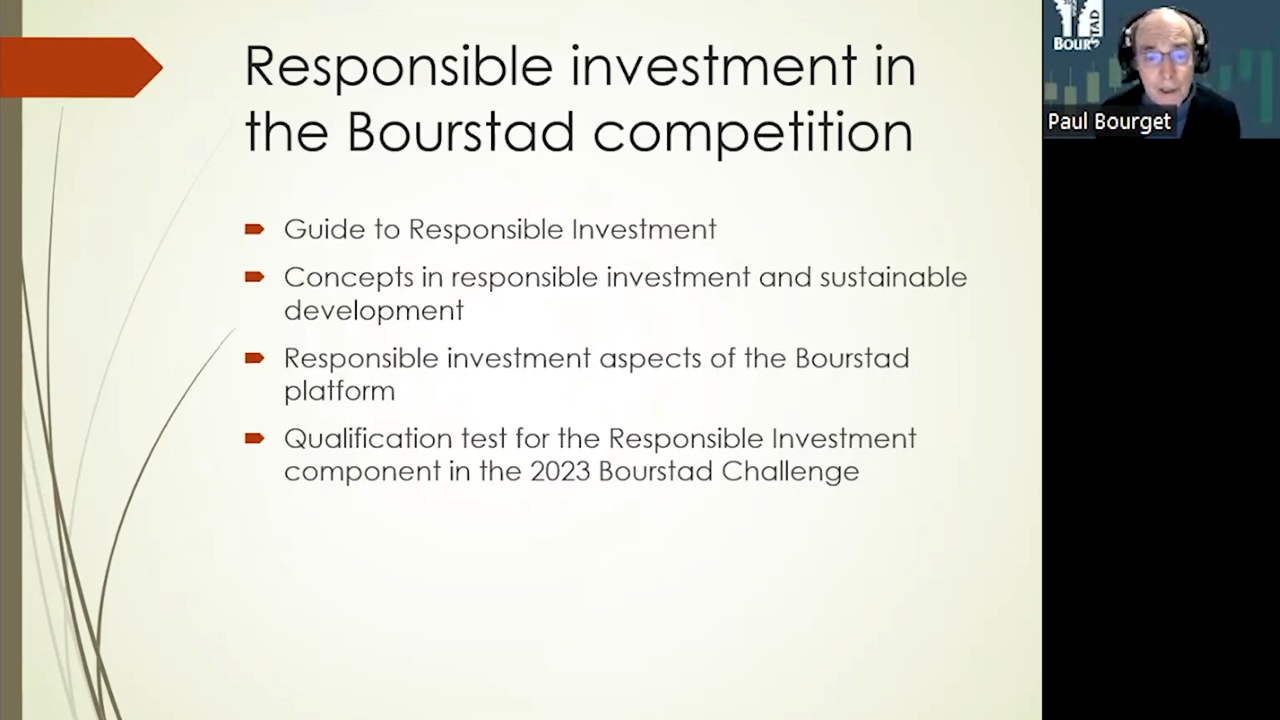 Responsible investment in
the Bourstad competition
Guide to Responsible Investment
Concepts in responsible investment and sustainable
development
Responsible investment aspects of the Bourstad
platform
Qualification test for the Responsible Investment
component in the 2023 Bourstad Challenge
BOURSTAD
Paul Bourget